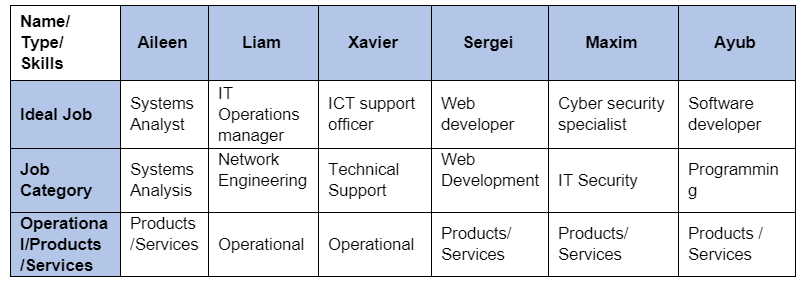 Name/
Type/
Skills
Aileen
Liam
Xavier
Sergei
Maxim
Ayub
Ideal Job
Systems
Analyst
IT
Operations
manager
ICT support
officer
Web
developer
Cyber security
specialist
Software
developer
Job
Category
Systems
Analysis
Network
Engineering
Technical
Support
Web
Development
IT Security
Programmin
g
Operationa
l/Products
/Services
Products
/Services
Operational
Operational
Products/
Services
Products/
Services
Products /
Services